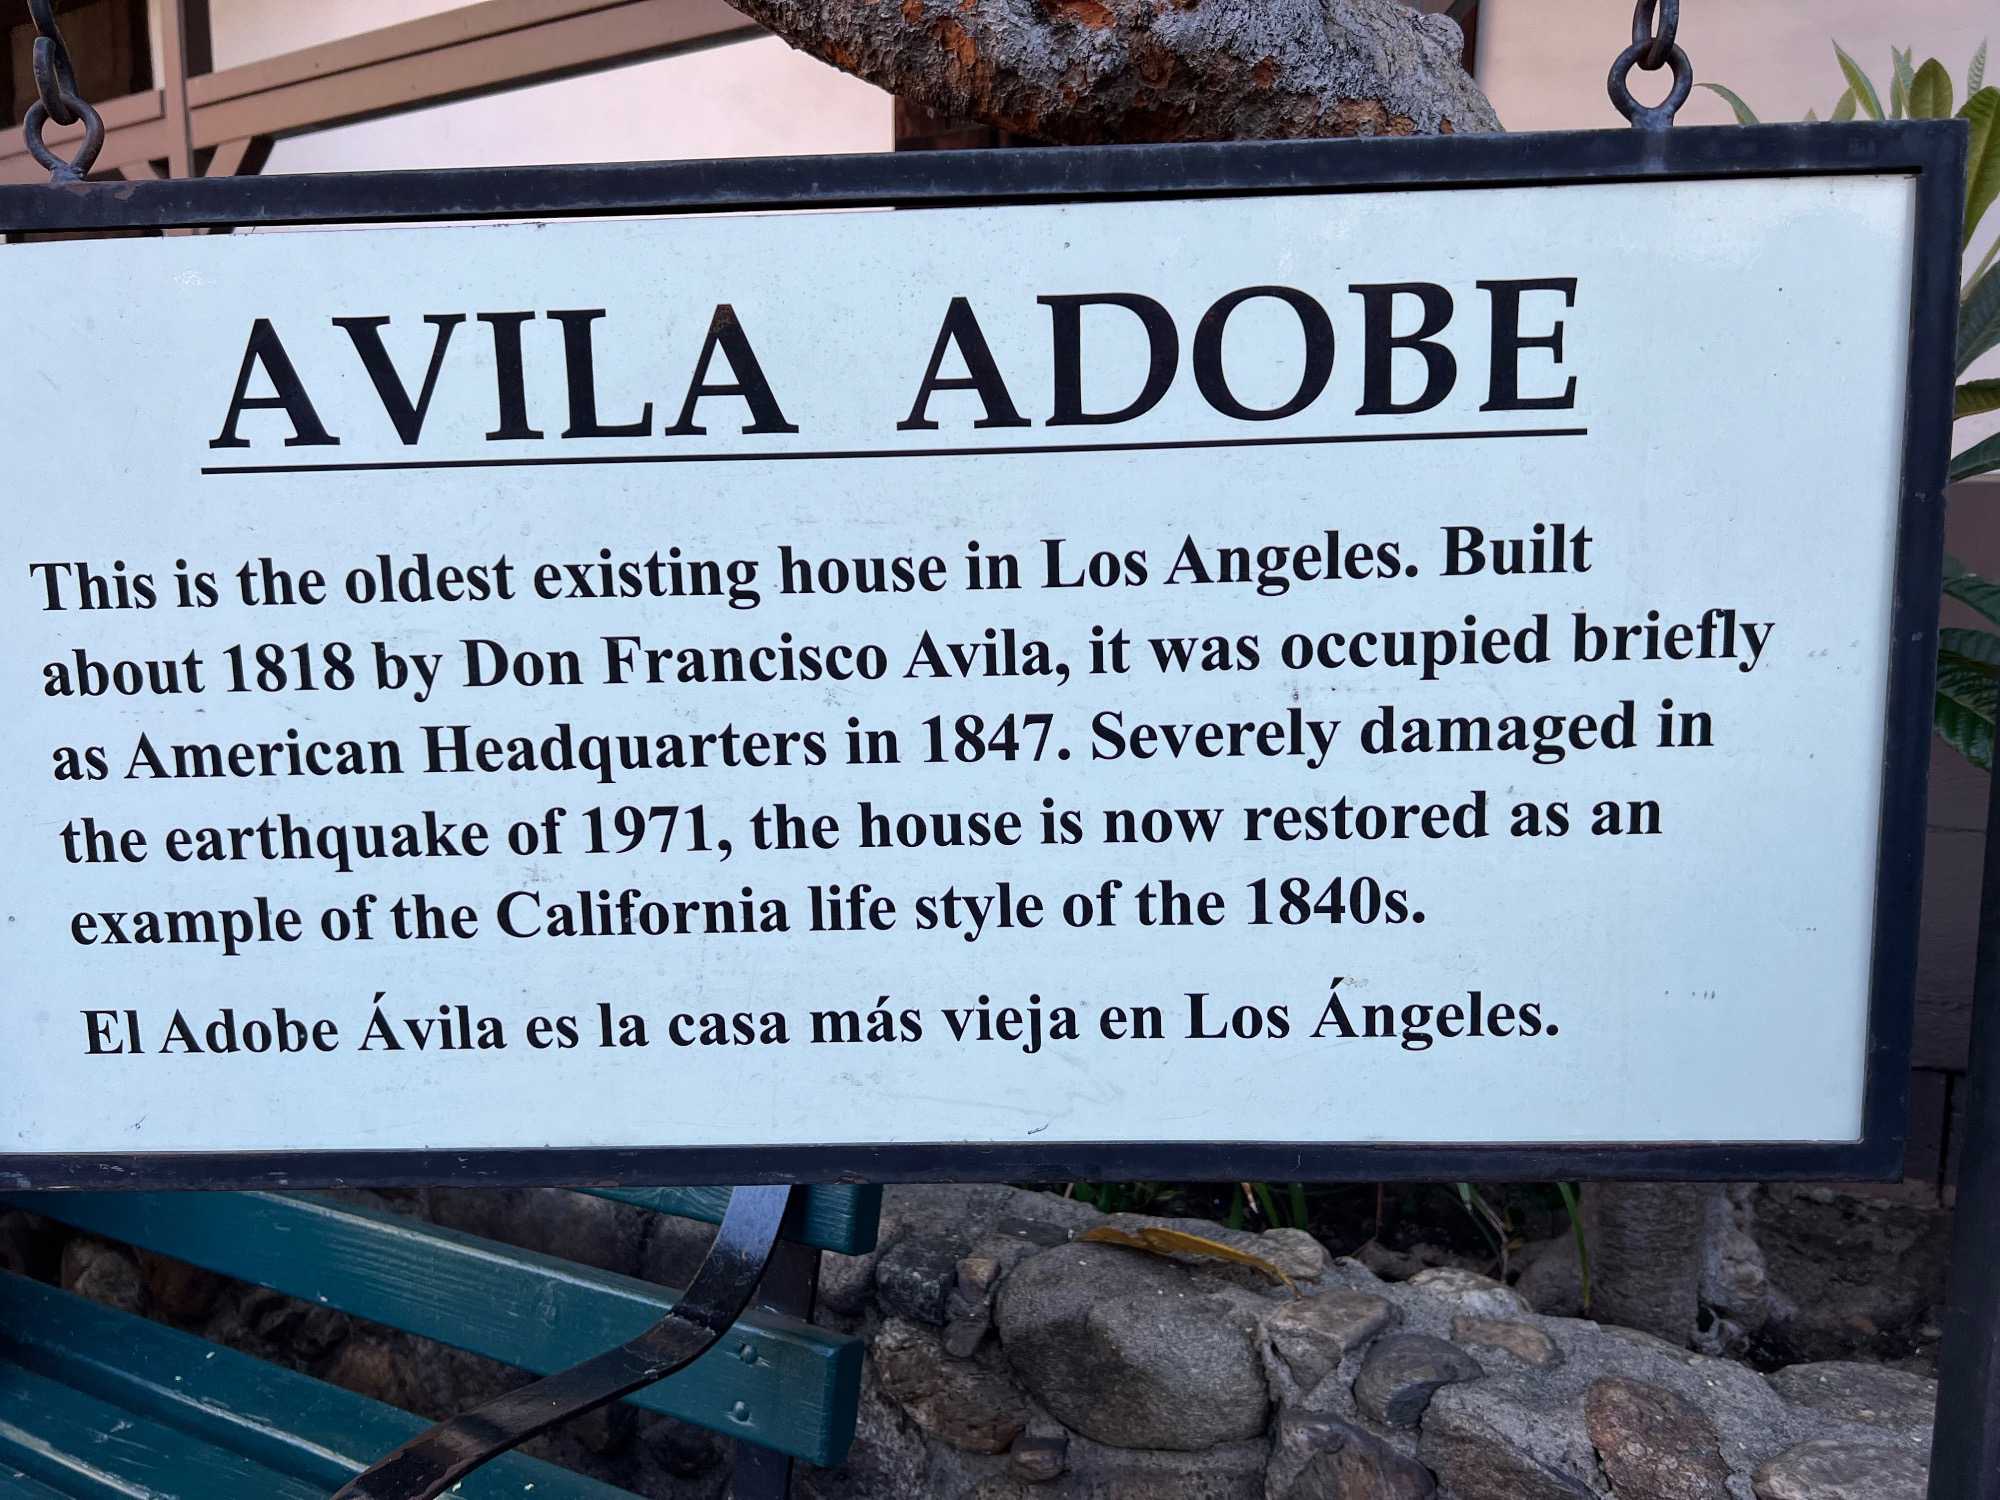 AVILA ADOBE
This is the oldest existing house in Los Angeles. Built
about 1818 by Don Francisco Avila, it was occupied briefly
as American Headquarters in 1847. Severely damaged in
the earthquake of 1971, the house is now restored as an
example of the California life style of the 1840s.
El Adobe Ávila es la casa más vieja en Los Ángeles.